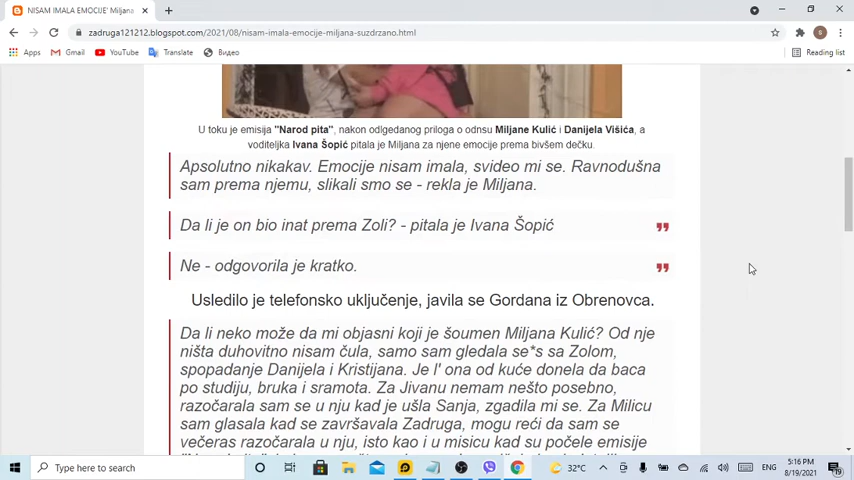 NISAM IMALA EMOCIJE' Miljana
zadruga121212.blogspot.com/2021/08/nisam-imala-emocije-miljana-suzdrzano.html
Apps Gmail YouTube Translate Видео Reading list
U toku je emisija "Narod pita", nakon odlgedanog priloga o odnsu Miljane Kulić i Danijela Višića, a
voditeljka Ivana Šopić pitala je Miljana za njene emocije prema bivšem dečku.
Apsolutno nikakav. Emocije nisam imala, svideo mi se. Ravnodušna
sam prema njemu, slikali smo se - rekla je Miljana.
Da li je on bio inat prema Zoli? - pitala je Ivana Šopić
Ne - odgovorila je kratko.
Usledilo je telefonsko uključenje, javila se Gordana iz Obrenovca.
Da li neko može da mi objasni koji je šoumen Miljana Kulić? Od nje
ništa duhovitno nisam čula, samo sam gledala se*s sa Zolom,
spopadanje Danijela i Kristijana. Je l' ona od kuće donela da baca
po studiju, bruka i sramota. Za Jivanu nemam nešto posebno,
razočarala sam se u nju kad je ušla Sanja, zgadila mi se. Za Milicu
sam glasala kad se završavala Zadruga, mogu reći da sam se
večeras razočarala u nju, isto kao i u misicu kad su počele emisije
Type here to search
32°C
ENG
5:16 PM
8/19/2021
19